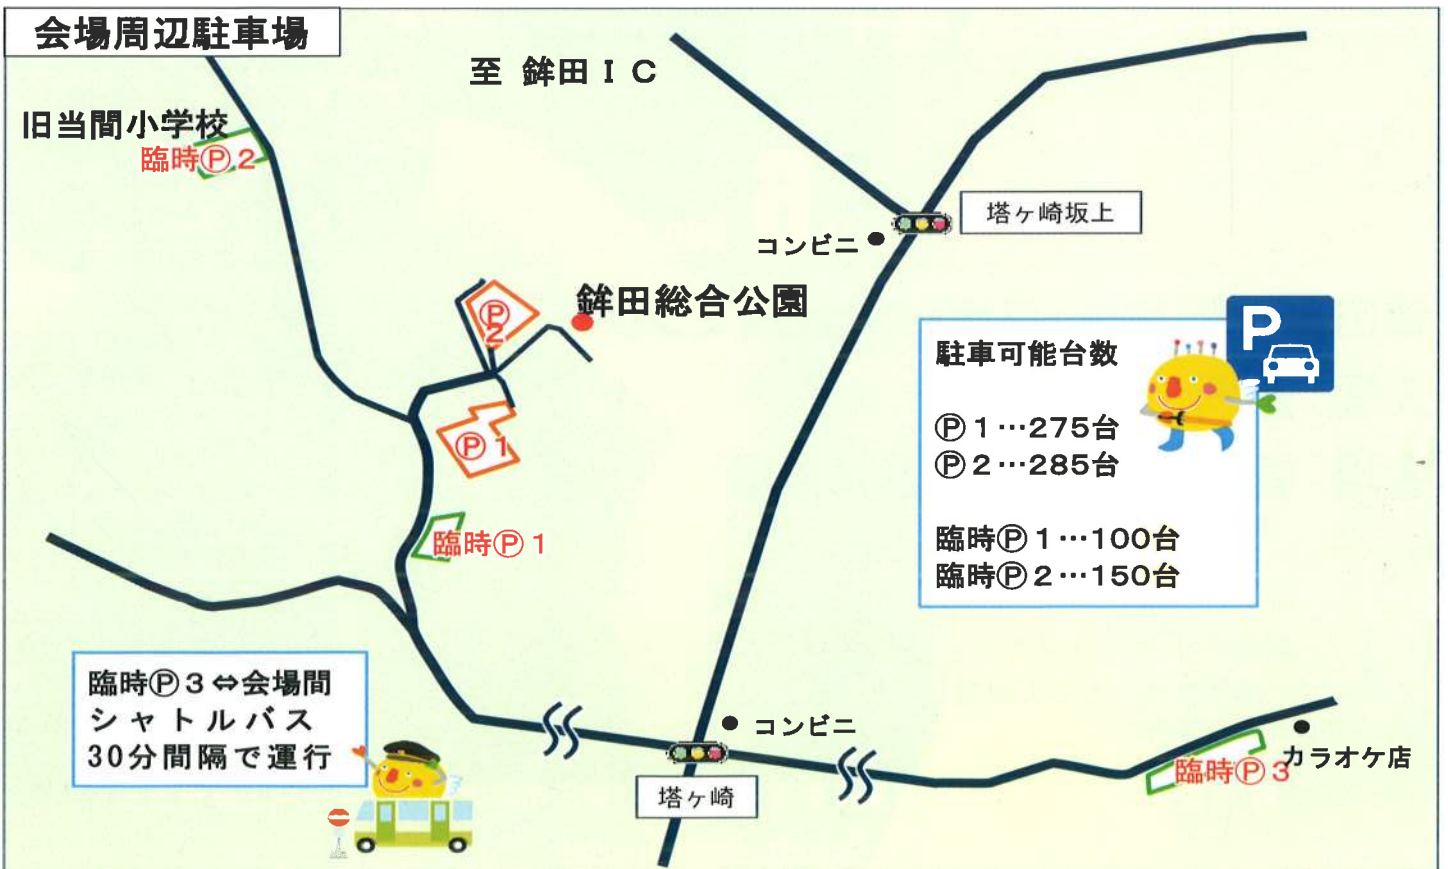 会場周辺駐車場
至 鉾田IC
旧当間小学校
臨時Ⓟ2
塔ヶ崎坂上
コンビニ
鉾田総合公園
Ⓟ2
P
駐車可能台数
Ⓟ1…275台
Ⓟ2…285台
臨時Ⓟ1…100台
臨時Ⓟ2…150台
Ⓟ1
臨時Ⓟ1
臨時Ⓟ3⇔会場間
シャトルバス
30分間隔で運行
コンビニ
塔ヶ崎
臨時Ⓟ3
カラオケ店